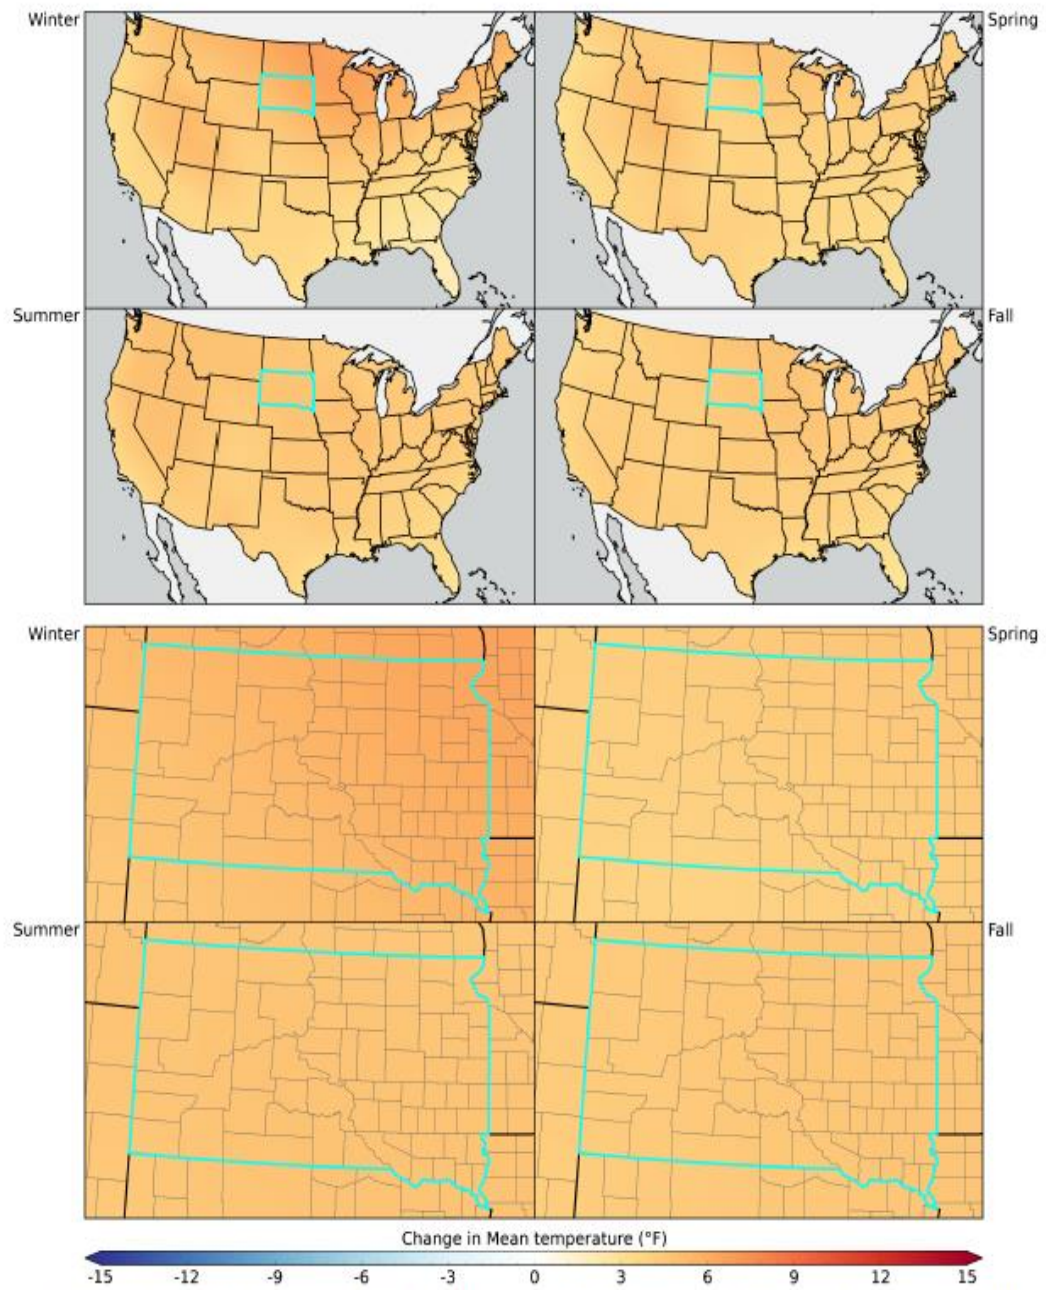 Winter
Spring
Summer
Fall
Winter
Spring
Summer
Fall
Change in Mean temperature (°F)
-15 -12 -9 -6 -3 0 3 6 9 12 15